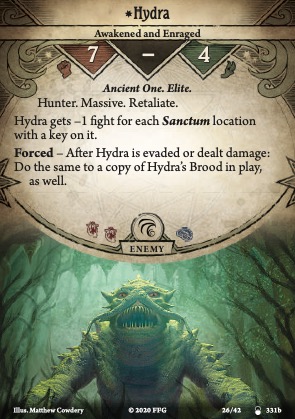 *Hydra
Awakened and Enraged
7 – 4
Ancient One. Elite.
Hunter. Massive. Retaliate.
Hydra gets –1 fight for each Sanctum location
with a key on it.
Forced – After Hydra is evaded or dealt damage:
Do the same to a copy of Hydra's Brood in play,
as well.
ENEMY
Illus. Matthew Cowdery © 2020 FFG 26/42 331b